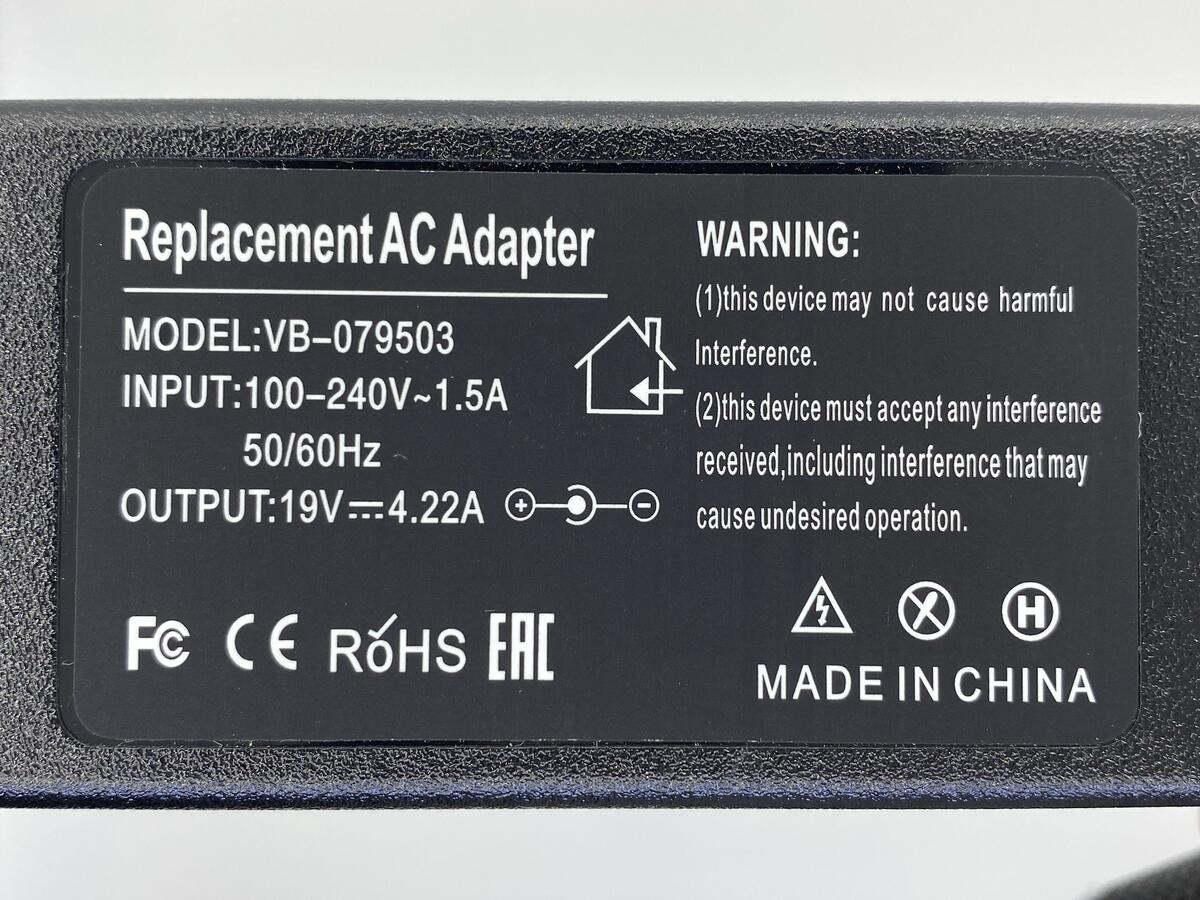 Replacement AC Adapter
MODEL:VB-079503
INPUT:100-240V~1.5A
50/60Hz
OUTPUT:19V⎓4.22A
FC CE RoHS EAC
WARNING:
(1)this device may not cause harmful
Interference.
(2)this device must accept any interference
received,including interference that may
cause undesired operation.
H
MADE IN CHINA